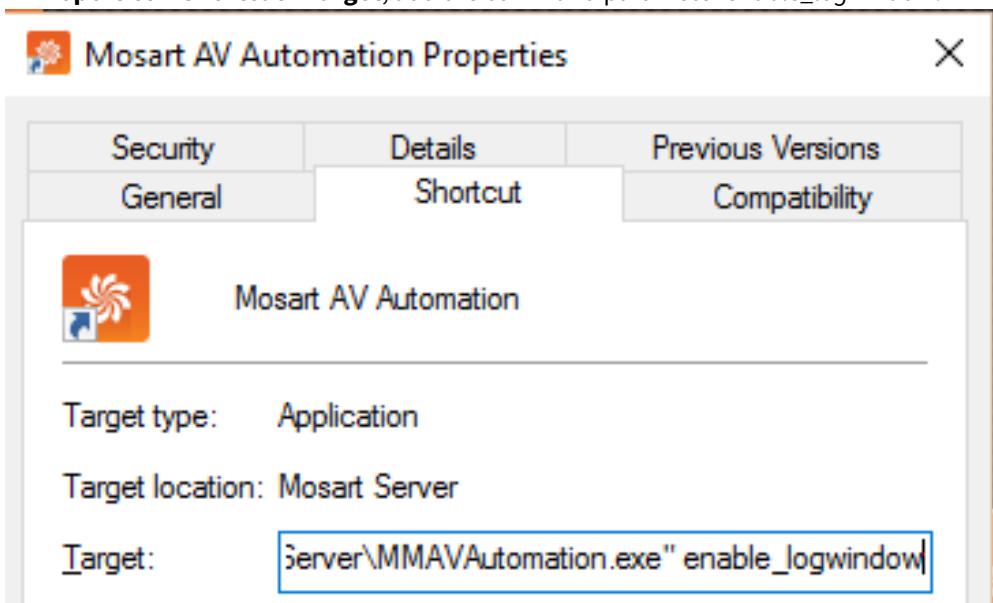 Mosart AV Automation Properties
Security Details Previous Versions
General Shortcut Compatibility
Mosart AV Automation
Target type: Application
Target location: Mosart Server
Target: Server\MMAVAutomation.exe" enable_logwindow